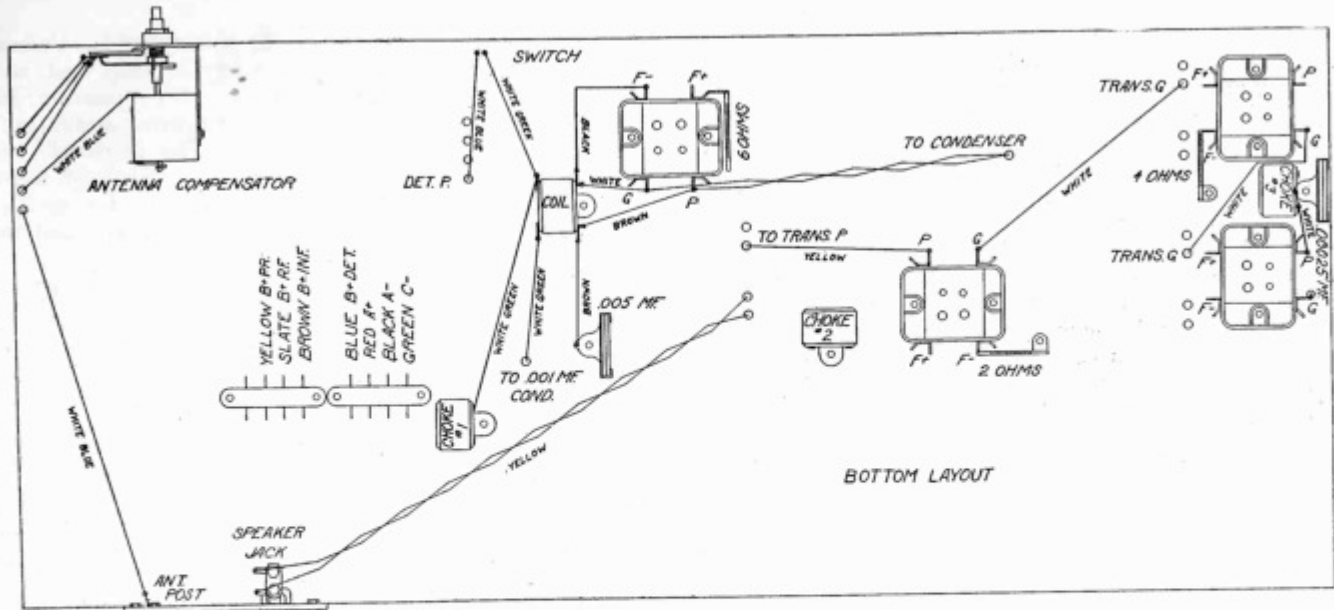 SWITCH
F-
F+
WHITE BLUE
WHITE GREEN
BLACK
6 OHMS
TO CONDENSER
TRANS. G
F+
P
WHITE BLUE
ANTENNA COMPENSATOR
DET. P.
COIL
WHITE
G
P
BROWN
WHITE
4 OHMS
F-
G
WHITE
CHOKE
#3
WHITE
.00025 MF.
TO TRANS. P
YELLOW
P
G
TRANS. G
F+
P
F-
G
YELLOW B+PR.
SLATE B+R.F.
BROWN B+INF.
BLUE B+DET.
RED A+
BLACK A-
GREEN C-
WHITE GREEN
WHITE GREEN
BROWN
.005 MF.
CHOKE
#2
F+
F-
2 OHMS
TO .001 MF.
COND.
CHOKE
#1
WHITE BLUE
YELLOW
BOTTOM LAYOUT
SPEAKER
JACK
ANT.
POST